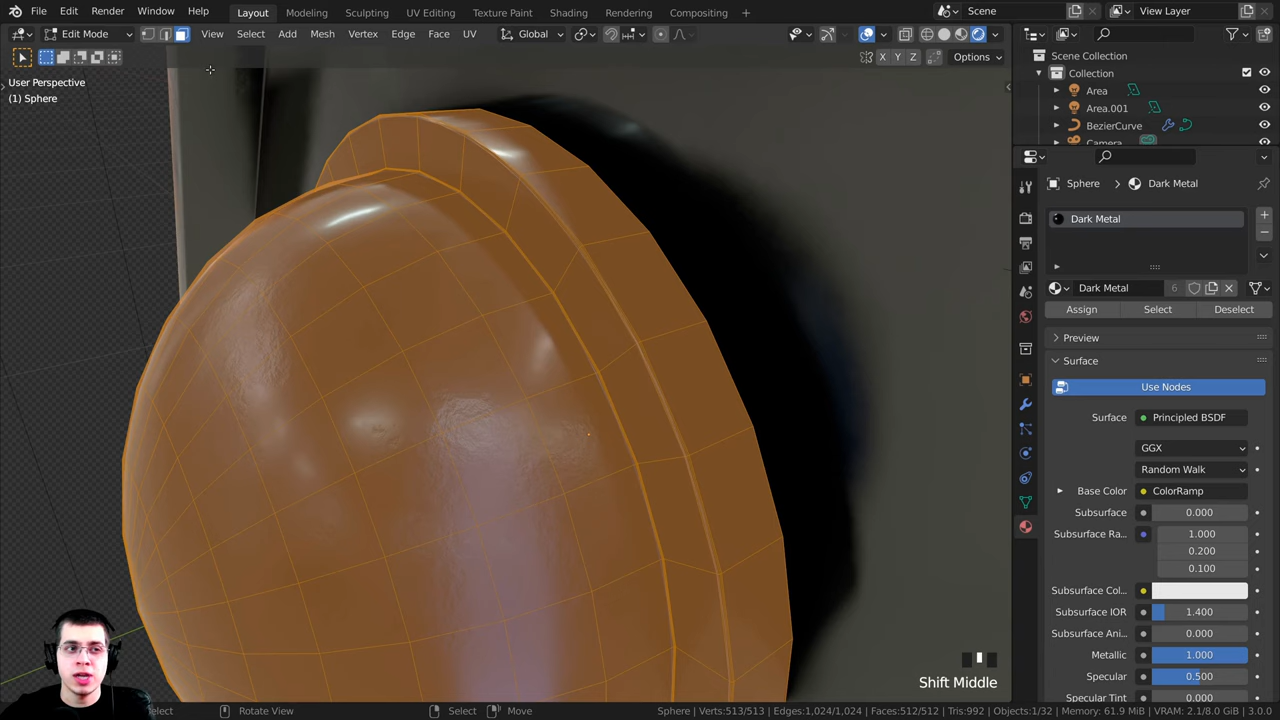 File Edit Render Window Help Layout Modeling Sculpting UV Editing Texture Paint Shading Rendering Compositing + Scene View Layer
Edit Mode View Select Add Mesh Vertex Edge Face UV Global
X Y Z Options
User Perspective
(1) Sphere
Scene Collection
Collection
Area
Area.001
BezierCurve
Camera
Sphere > Dark Metal
Dark Metal
Dark Metal 6
Assign Select Deselect
Preview
Surface
Use Nodes
Surface Principled BSDF
GGX
Random Walk
Base Color ColorRamp
Subsurface 0.000
Subsurface Ra... 1.000
0.200
0.100
Subsurface Col...
Subsurface IOR 1.400
Subsurface Ani... 0.000
Metallic 1.000
Specular 0.500
Specular Tint 0.000
Shift Middle
Select Rotate View Select Move Sphere | Verts:513/513 | Edges:1,024/1,024 | Faces:512/512 | Tris:992 | Objects:1/32 | Memory: 61.9 MiB | VRAM: 2.1/8.0 GiB | 3.0.0